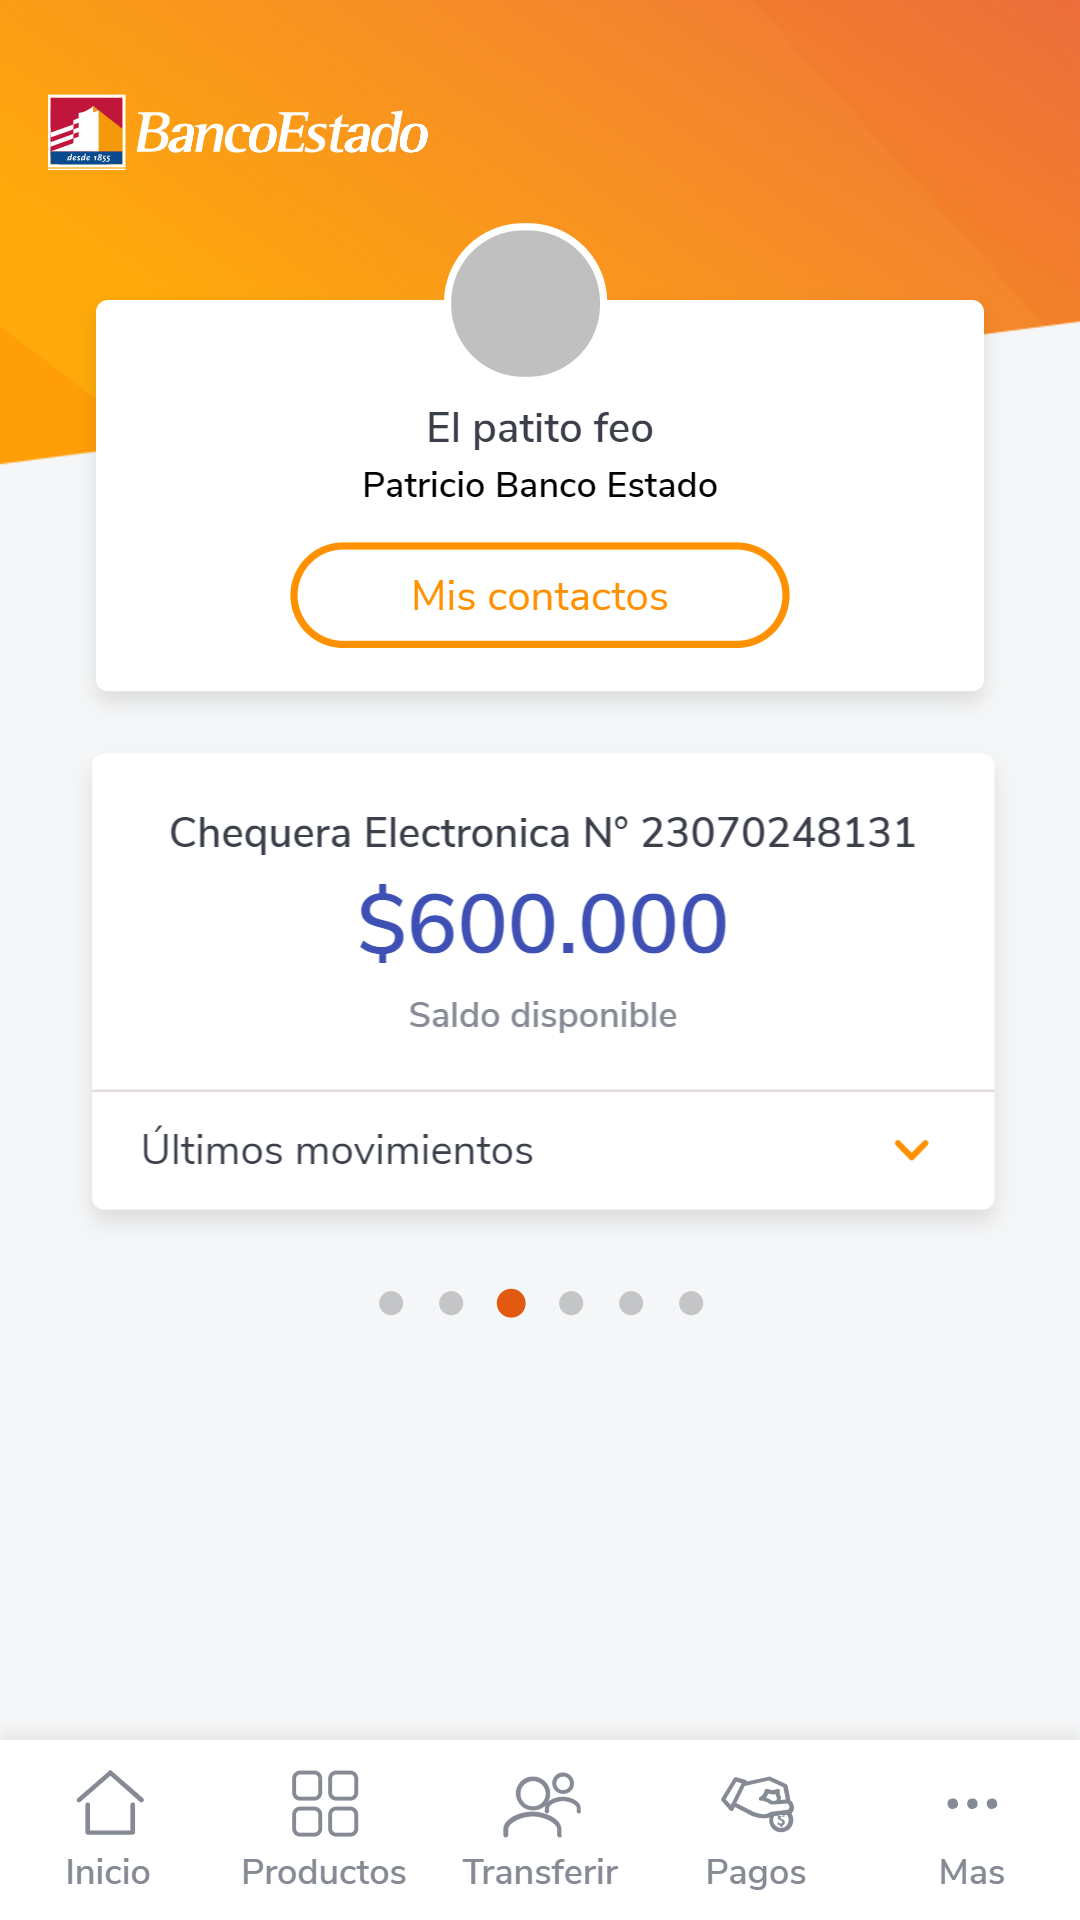 desde 1855
BancoEstado
El patito feo
Patricio Banco Estado
Mis contactos
Chequera Electronica N° 23070248131
$600.000
Saldo disponible
Últimos movimientos
Inicio
Productos
Transferir
$
Pagos
Mas